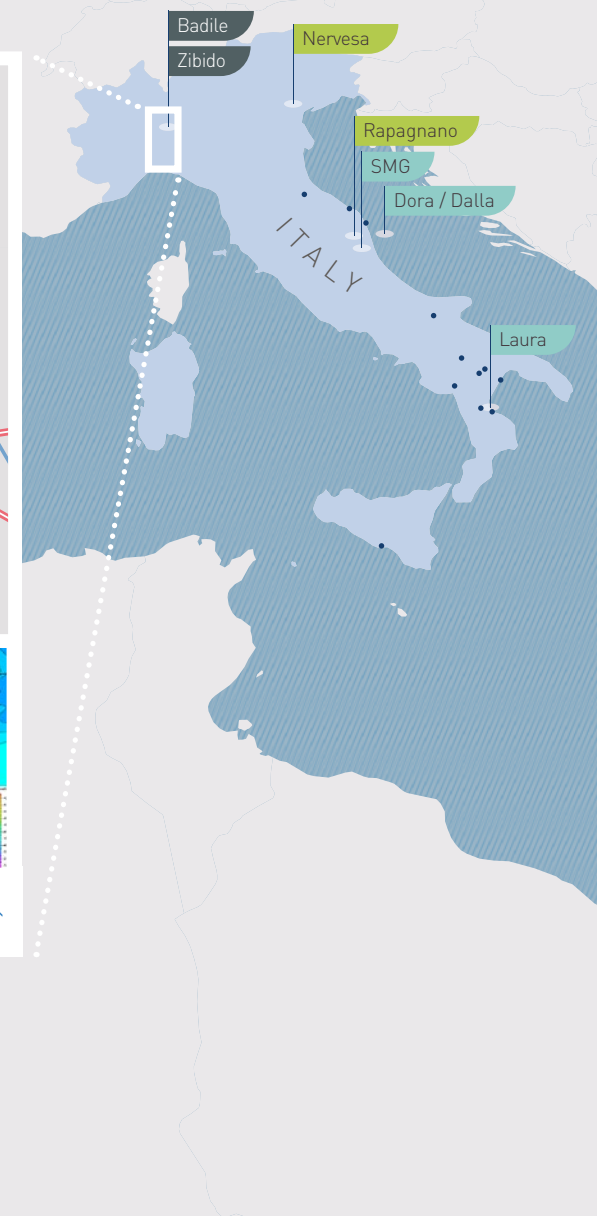 Badile
Zibido
Nervesa
Rapagnano
SMG
Dora / Dalla
ITALY
Laura